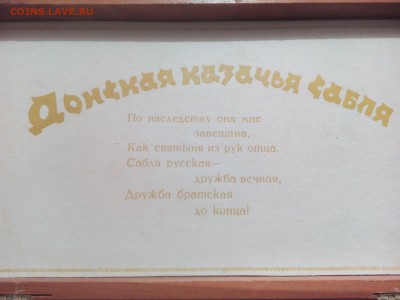 COINS.LAVE.RU
Донская казачья сабля
По наследству она мне
завещана,
Как святыня из рук отца.
Сабля русская—
дружба вечная,
Дружба братская
до конца!